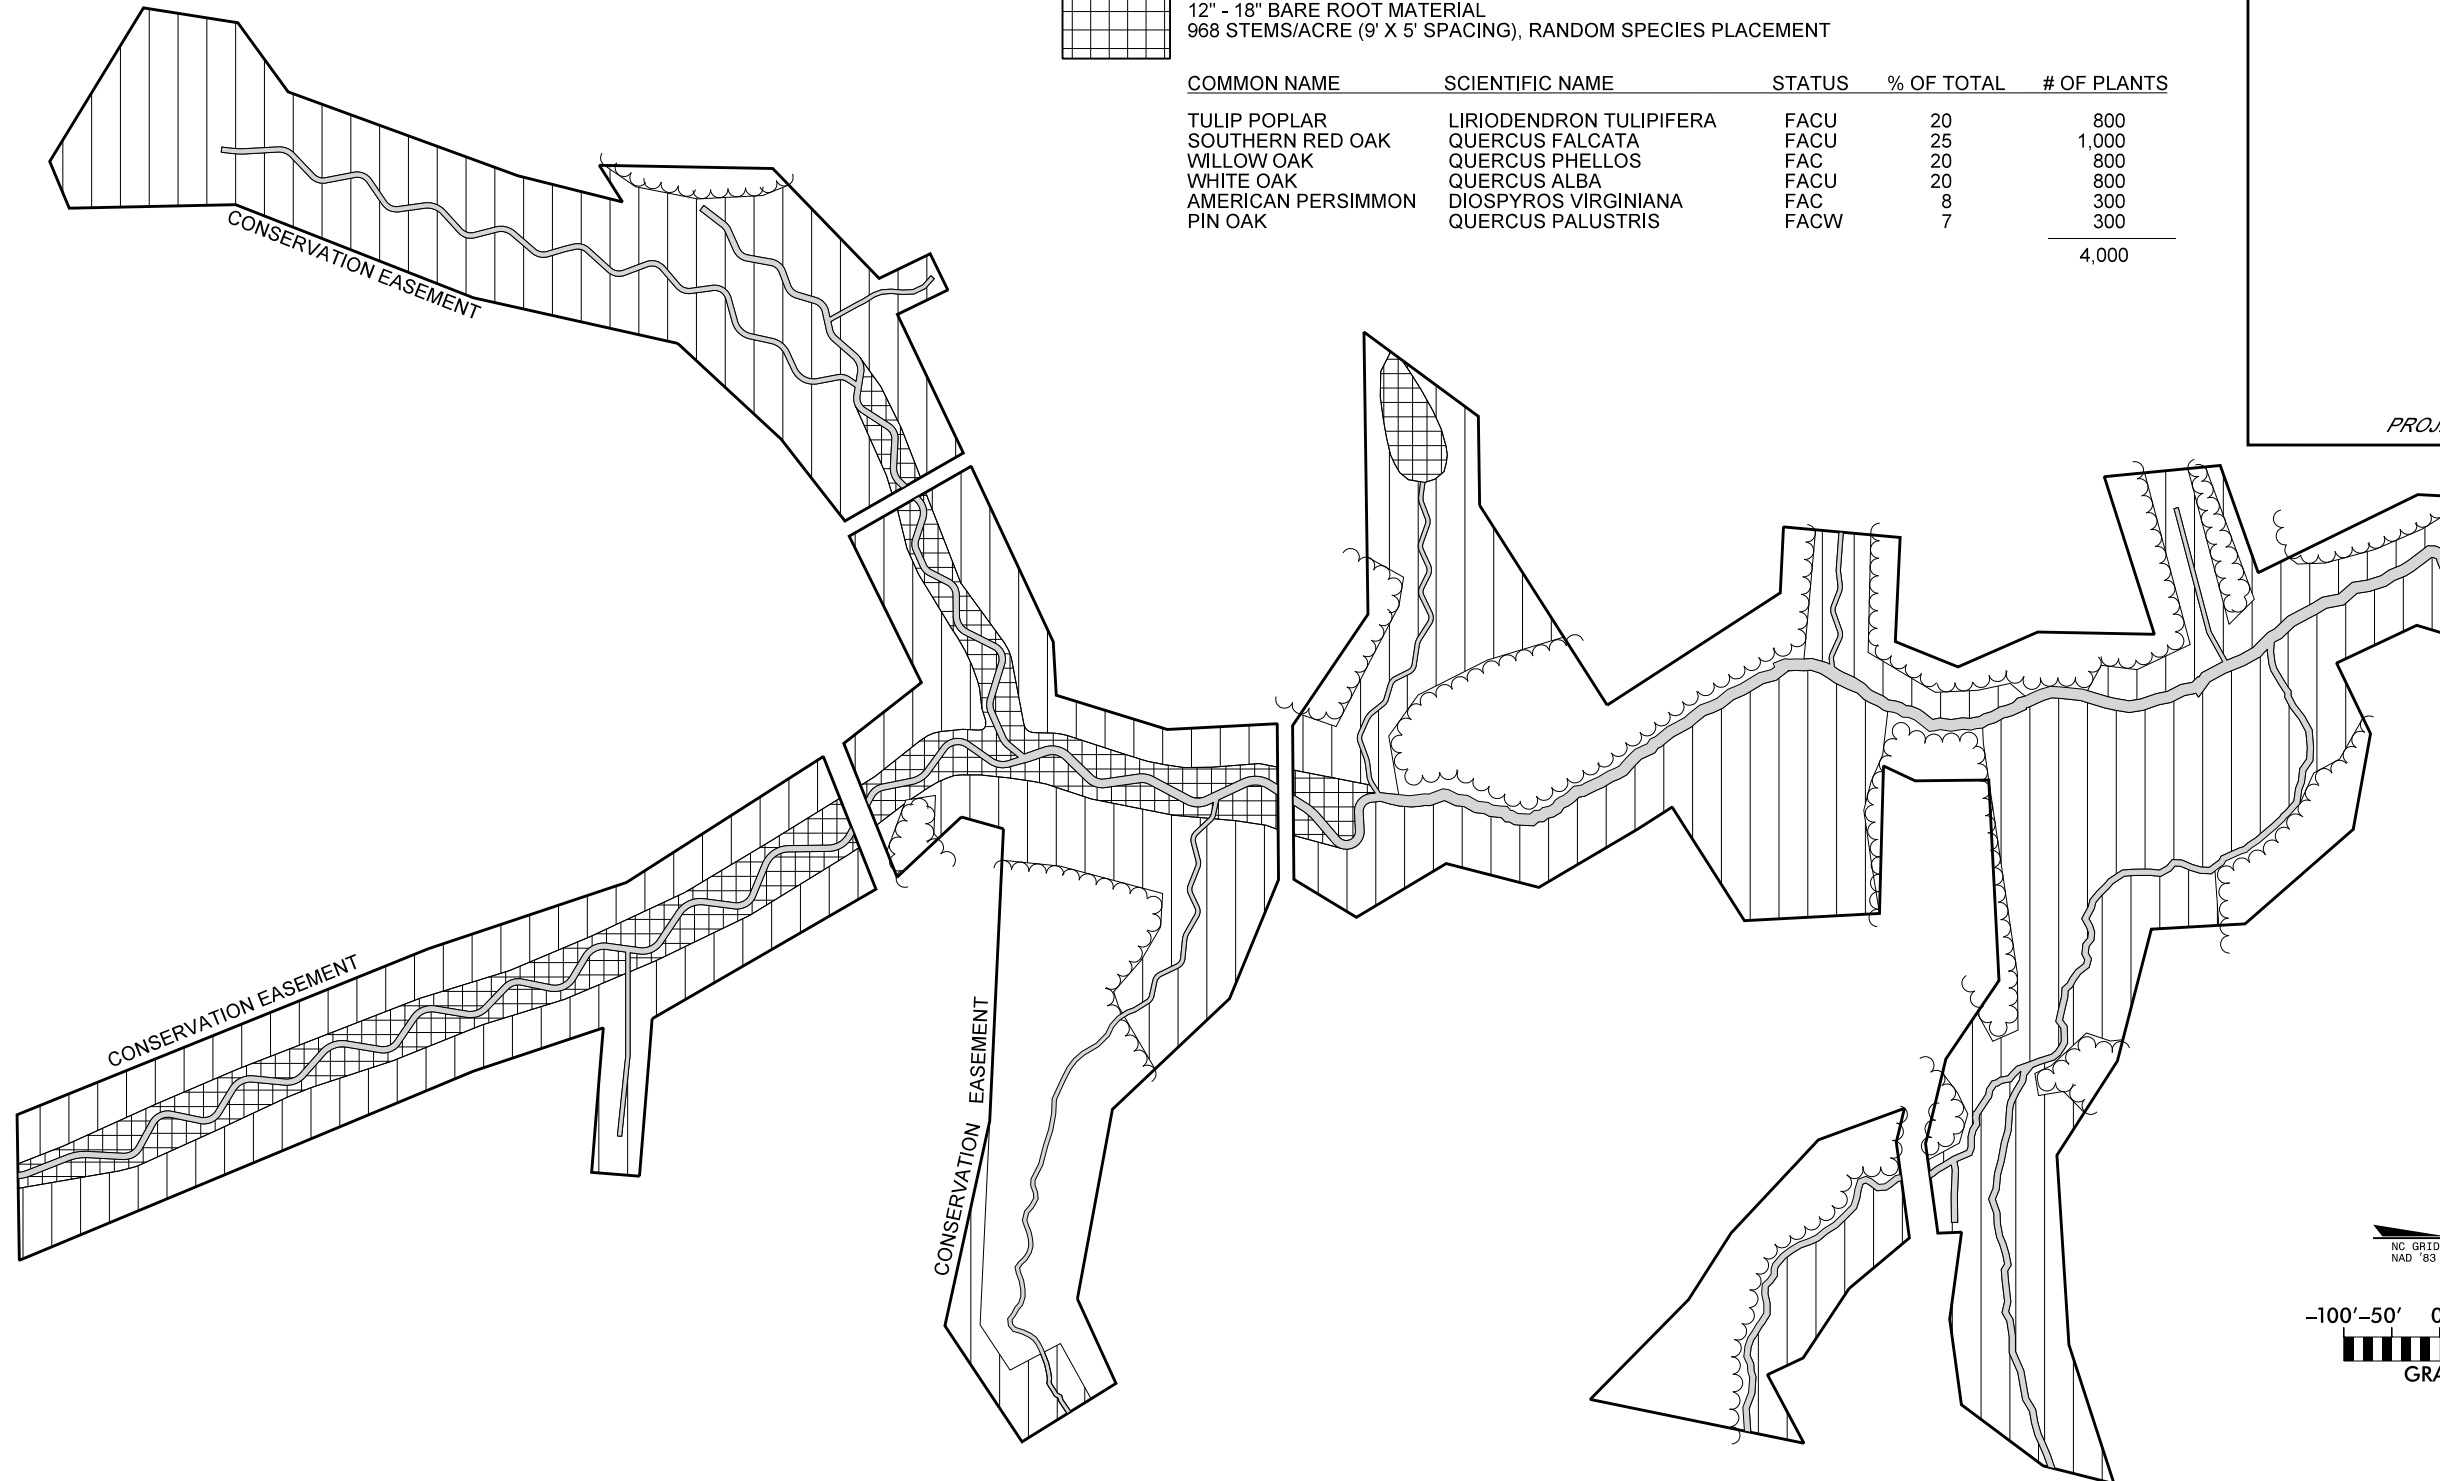 12" - 18" BARE ROOT MATERIAL
968 STEMS/ACRE (9' X 5' SPACING), RANDOM SPECIES PLACEMENT
COMMON NAME SCIENTIFIC NAME STATUS % OF TOTAL # OF PLANTS
TULIP POPLAR LIRIODENDRON TULIPIFERA FACU 20 800
SOUTHERN RED OAK QUERCUS FALCATA FACU 25 1,000
WILLOW OAK QUERCUS PHELLOS FAC 20 800
WHITE OAK QUERCUS ALBA FACU 20 800
AMERICAN PERSIMMON DIOSPYROS VIRGINIANA FAC 8 300
PIN OAK QUERCUS PALUSTRIS FACW 7 300
4,000
CONSERVATION EASEMENT
PROJ
CONSERVATION EASEMENT
CONSERVATION EASEMENT
NC GRID
NAD '83
-100' -50' 0
GRA